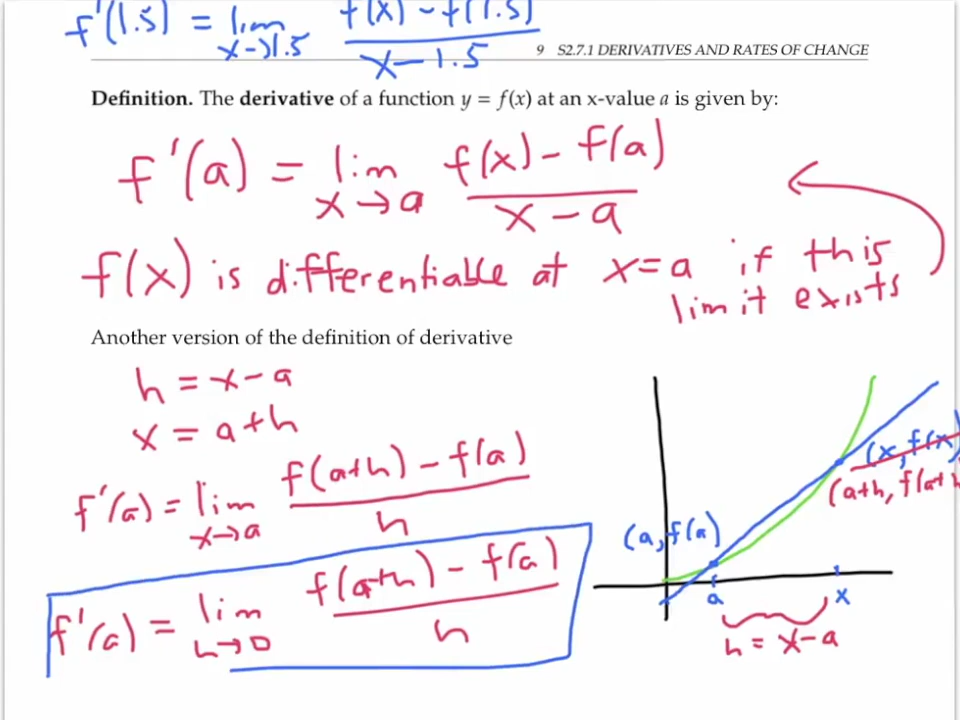 f'(1.5) = lim x→1.5 f(x) - f(1.5) / x - 1.5
9 S2.7.1 DERIVATIVES AND RATES OF CHANGE
Definition. The derivative of a function y = f(x) at an x-value a is given by:
f'(a) = lim x→a f(x) - f(a) / x - a
f(x) is differentiable at x=a if this
limit exists
Another version of the definition of derivative
h = x - a
x = a+h
f'(a) = lim x→a f(a+h) - f(a) / h
f'(a) = lim h→0 f(a+h) - f(a) / h
(x, f(x)
(a+h, f(a+h
(a, f(a)
a
x
h = x - a